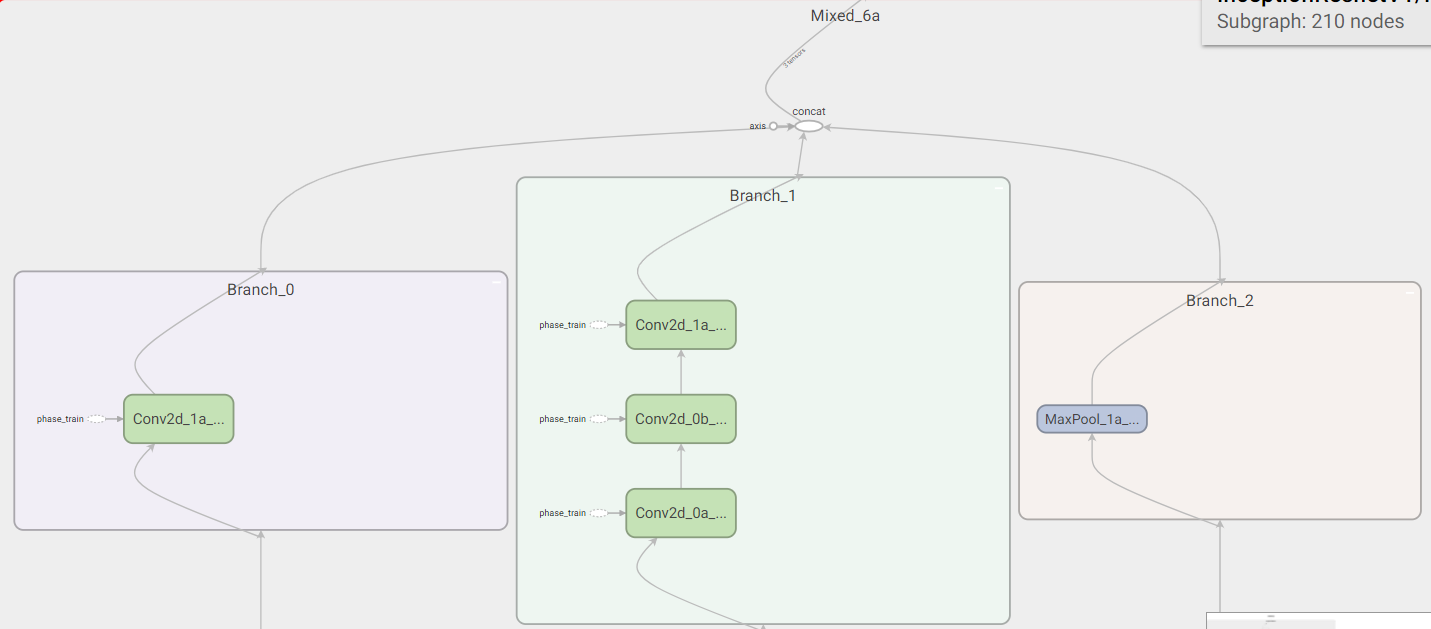 Mixed_6a
Subgraph: 210 nodes
3 tensors
concat
axis
Branch_1
Branch_0
Branch_2
phase_train
Conv2d_1a_...
phase_train
Conv2d_1a_...
phase_train
Conv2d_0b_...
MaxPool_1a_...
phase_train
Conv2d_0a_...